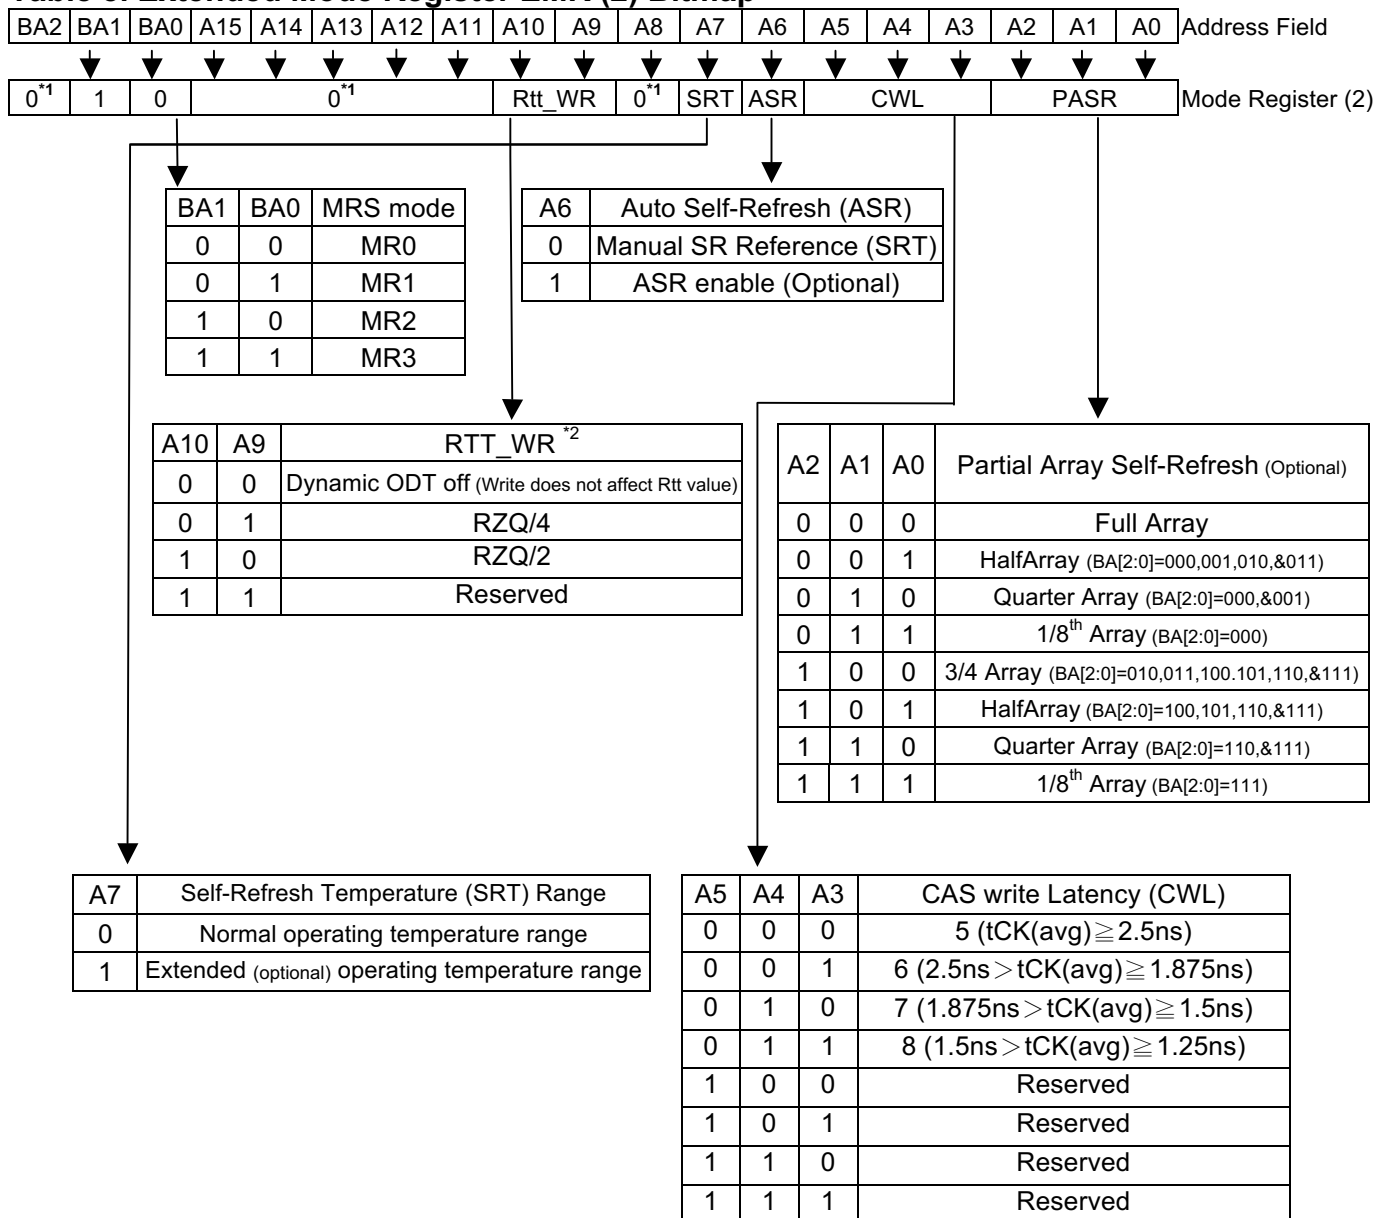 Table 8. Extended Mode Register EMR (2) Bitmap
BA2 BA1 BA0 A15 A14 A13 A12 A11 A10 A9 A8 A7 A6 A5 A4 A3 A2 A1 A0 Address Field
0*1 1 0 0*1 Rtt_WR 0*1 SRT ASR CWL PASR Mode Register (2)
BA1 BA0 MRS mode
0 0 MR0
0 1 MR1
1 0 MR2
1 1 MR3
A6 Auto Self-Refresh (ASR)
0 Manual SR Reference (SRT)
1 ASR enable (Optional)
A10 A9 RTT_WR *2
0 0 Dynamic ODT off (Write does not affect Rtt value)
0 1 RZQ/4
1 0 RZQ/2
1 1 Reserved
A2 A1 A0 Partial Array Self-Refresh (Optional)
0 0 0 Full Array
0 0 1 HalfArray (BA[2:0]=000,001,010,&011)
0 1 0 Quarter Array (BA[2:0]=000,&001)
0 1 1 1/8th Array (BA[2:0]=000)
1 0 0 3/4 Array (BA[2:0]=010,011,100.101,110,&111)
1 0 1 HalfArray (BA[2:0]=100,101,110,&111)
1 1 0 Quarter Array (BA[2:0]=110,&111)
1 1 1 1/8th Array (BA[2:0]=111)
A7 Self-Refresh Temperature (SRT) Range
0 Normal operating temperature range
1 Extended (optional) operating temperature range
A5 A4 A3 CAS write Latency (CWL)
0 0 0 5 (tCK(avg)≧2.5ns)
0 0 1 6 (2.5ns>tCK(avg)≧1.875ns)
0 1 0 7 (1.875ns>tCK(avg)≧1.5ns)
0 1 1 8 (1.5ns>tCK(avg)≧1.25ns)
1 0 0 Reserved
1 0 1 Reserved
1 1 0 Reserved
1 1 1 Reserved